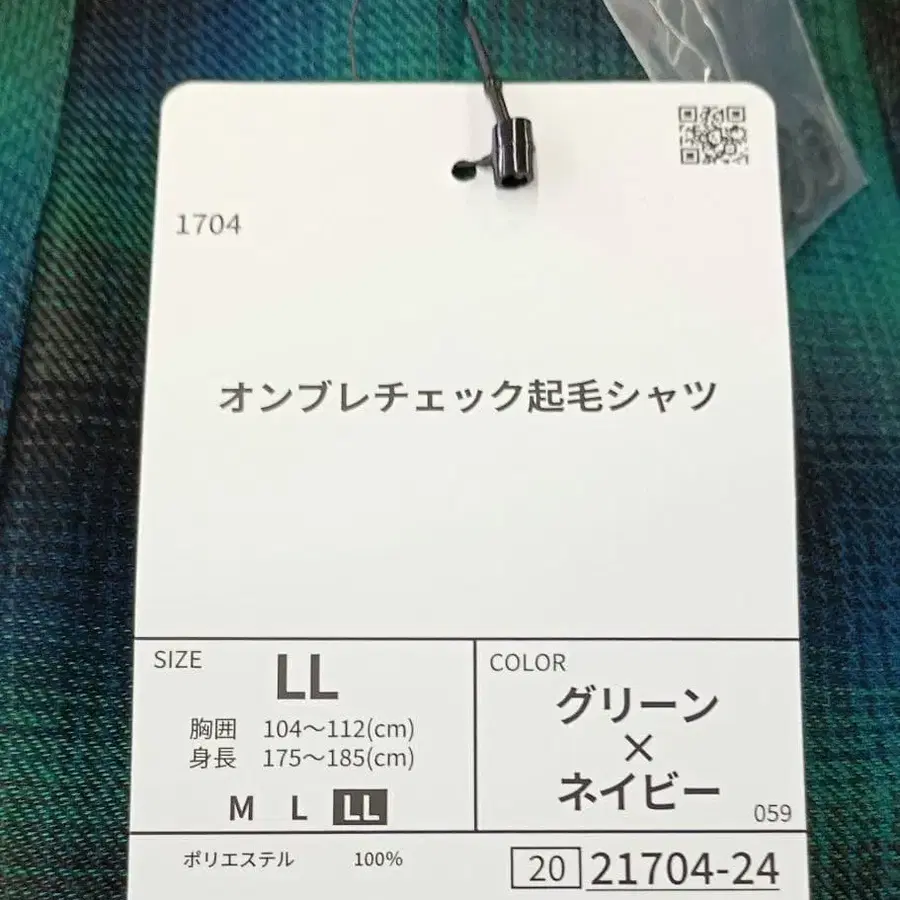 1704
オンブレチェック起毛シャツ
SIZE
LL
胸囲 104～112(cm)
身長 175～185(cm)
M L LL
COLOR
グリーン
×
ネイビー
059
ポリエステル 100%
20 21704-24